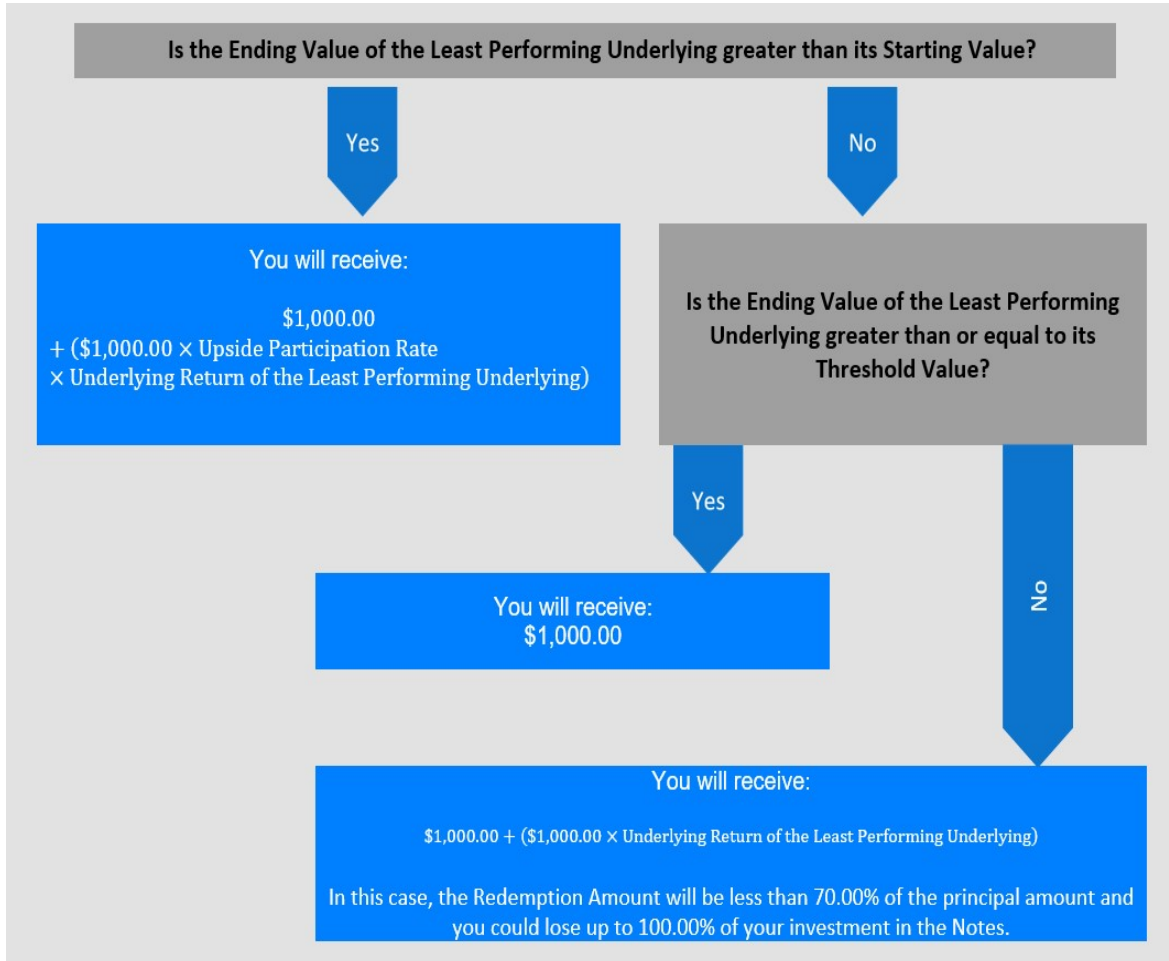 Is the Ending Value of the Least Performing Underlying greater than its Starting Value?
Yes
No
You will receive:
$1,000.00
+ ($1,000.00 × Upside Participation Rate
× Underlying Return of the Least Performing Underlying)
Is the Ending Value of the Least Performing
Underlying greater than or equal to its
Threshold Value?
Yes
No
You will receive:
$1,000.00
You will receive:
$1,000.00 + ($1,000.00 × Underlying Return of the Least Performing Underlying)
In this case, the Redemption Amount will be less than 70.00% of the principal amount and
you could lose up to 100.00% of your investment in the Notes.